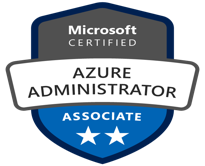 Microsoft
CERTIFIED
AZURE
ADMINISTRATOR
ASSOCIATE